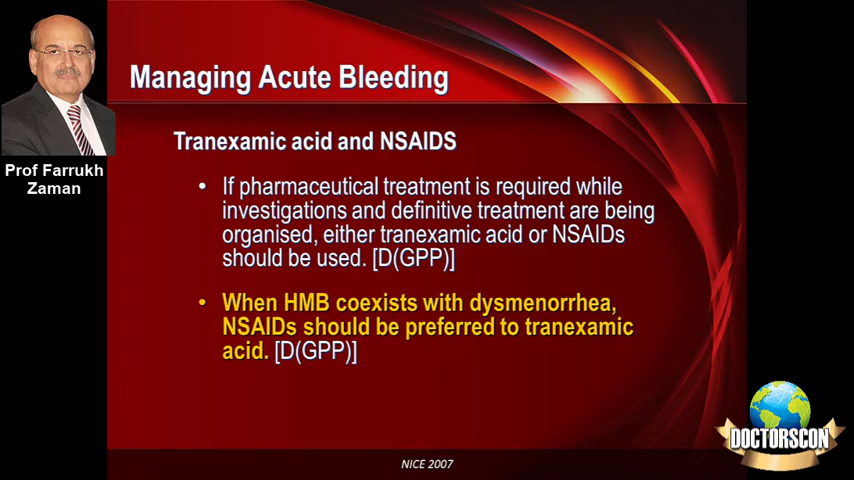 Managing Acute Bleeding
Tranexamic acid and NSAIDS
• If pharmaceutical treatment is required while
investigations and definitive treatment are being
organised, either tranexamic acid or NSAIDs
should be used. [D(GPP)]
• When HMB coexists with dysmenorrhea,
NSAIDs should be preferred to tranexamic
acid. [D(GPP)]
NICE 2007
Prof Farrukh
Zaman
DOCTORSCON